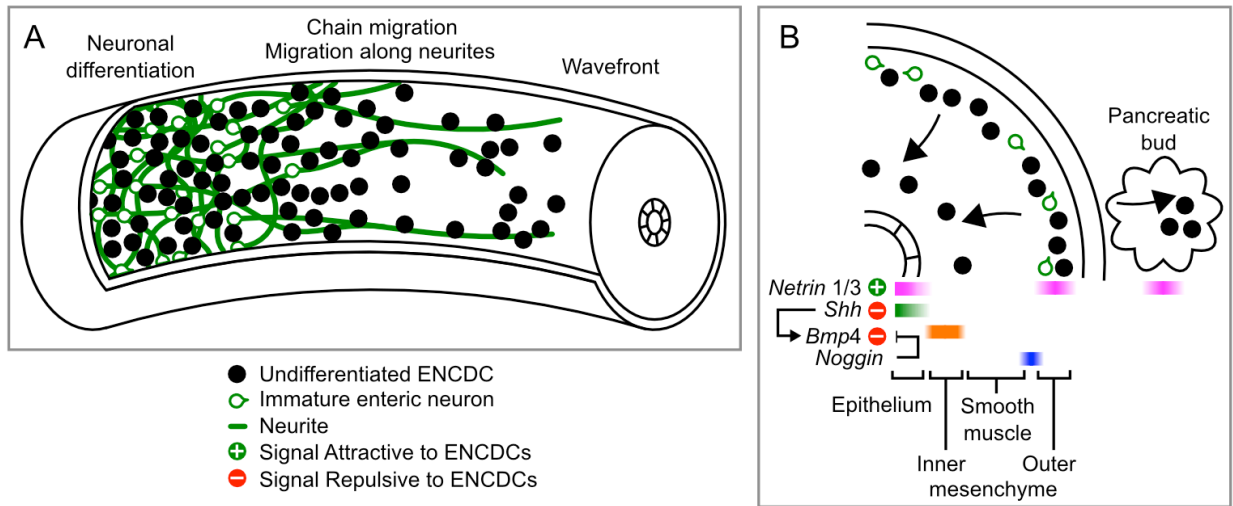 A
Neuronal
differentiation
Chain migration
Migration along neurites
Wavefront
Undifferentiated ENCDC
Immature enteric neuron
Neurite
Signal Attractive to ENCDCs
Signal Repulsive to ENCDCs
B
Pancreatic
bud
Netrin 1/3
Shh
Bmp4
Noggin
Epithelium
Smooth
muscle
Inner
Outer
mesenchyme